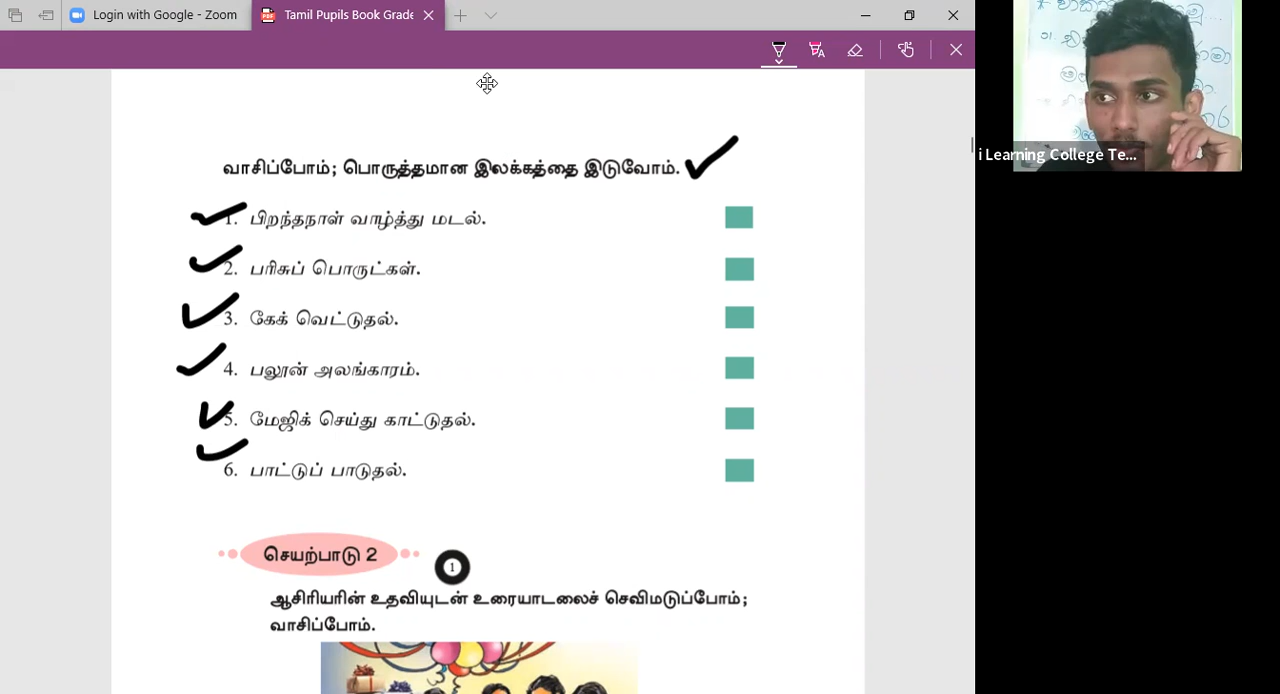 Login with Google - Zoom
Tamil Pupils Book Grade
வாசிப்போம்; பொருத்தமான இலக்கத்தை இடுவோம்.
1. பிறந்தநாள் வாழ்த்து மடல்.
2. பரிசுப் பொருட்கள்.
3. கேக் வெட்டுதல்.
4. பலூன் அலங்காரம்.
5. மேஜிக் செய்து காட்டுதல்.
6. பாட்டுப் பாடுதல்.
செயற்பாடு 2
1
ஆசிரியரின் உதவியுடன் உரையாடலைச் செவிமடுப்போம்;
வாசிப்போம்.
i Learning College Te...